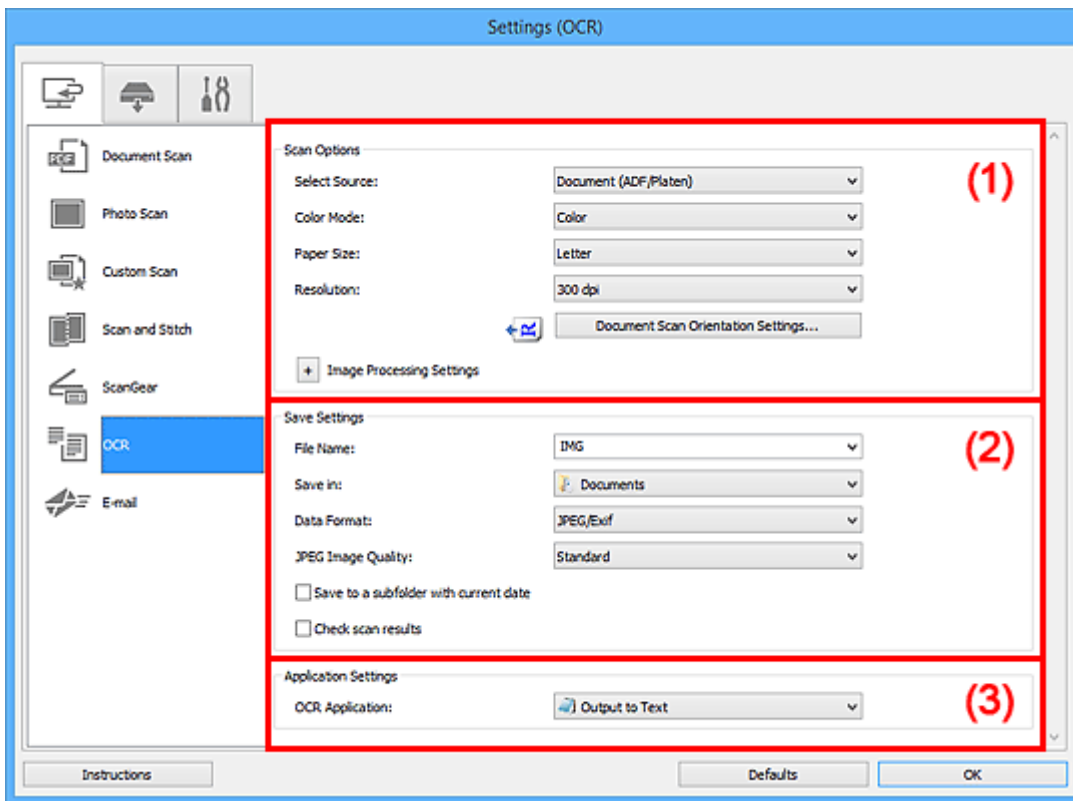 Settings (OCR)
Document Scan
Photo Scan
Custom Scan
Scan and Stitch
ScanGear
OCR
E-mail
Scan Options
(1)
Select Source: Document (ADF/Platen)
Color Mode: Color
Paper Size: Letter
Resolution: 300 dpi
Document Scan Orientation Settings...
+ Image Processing Settings
Save Settings
(2)
File Name: IMG
Save in: Documents
Data Format: JPEG/Exif
JPEG Image Quality: Standard
Save to a subfolder with current date
Check scan results
Application Settings
(3)
OCR Application: Output to Text
Instructions Defaults OK